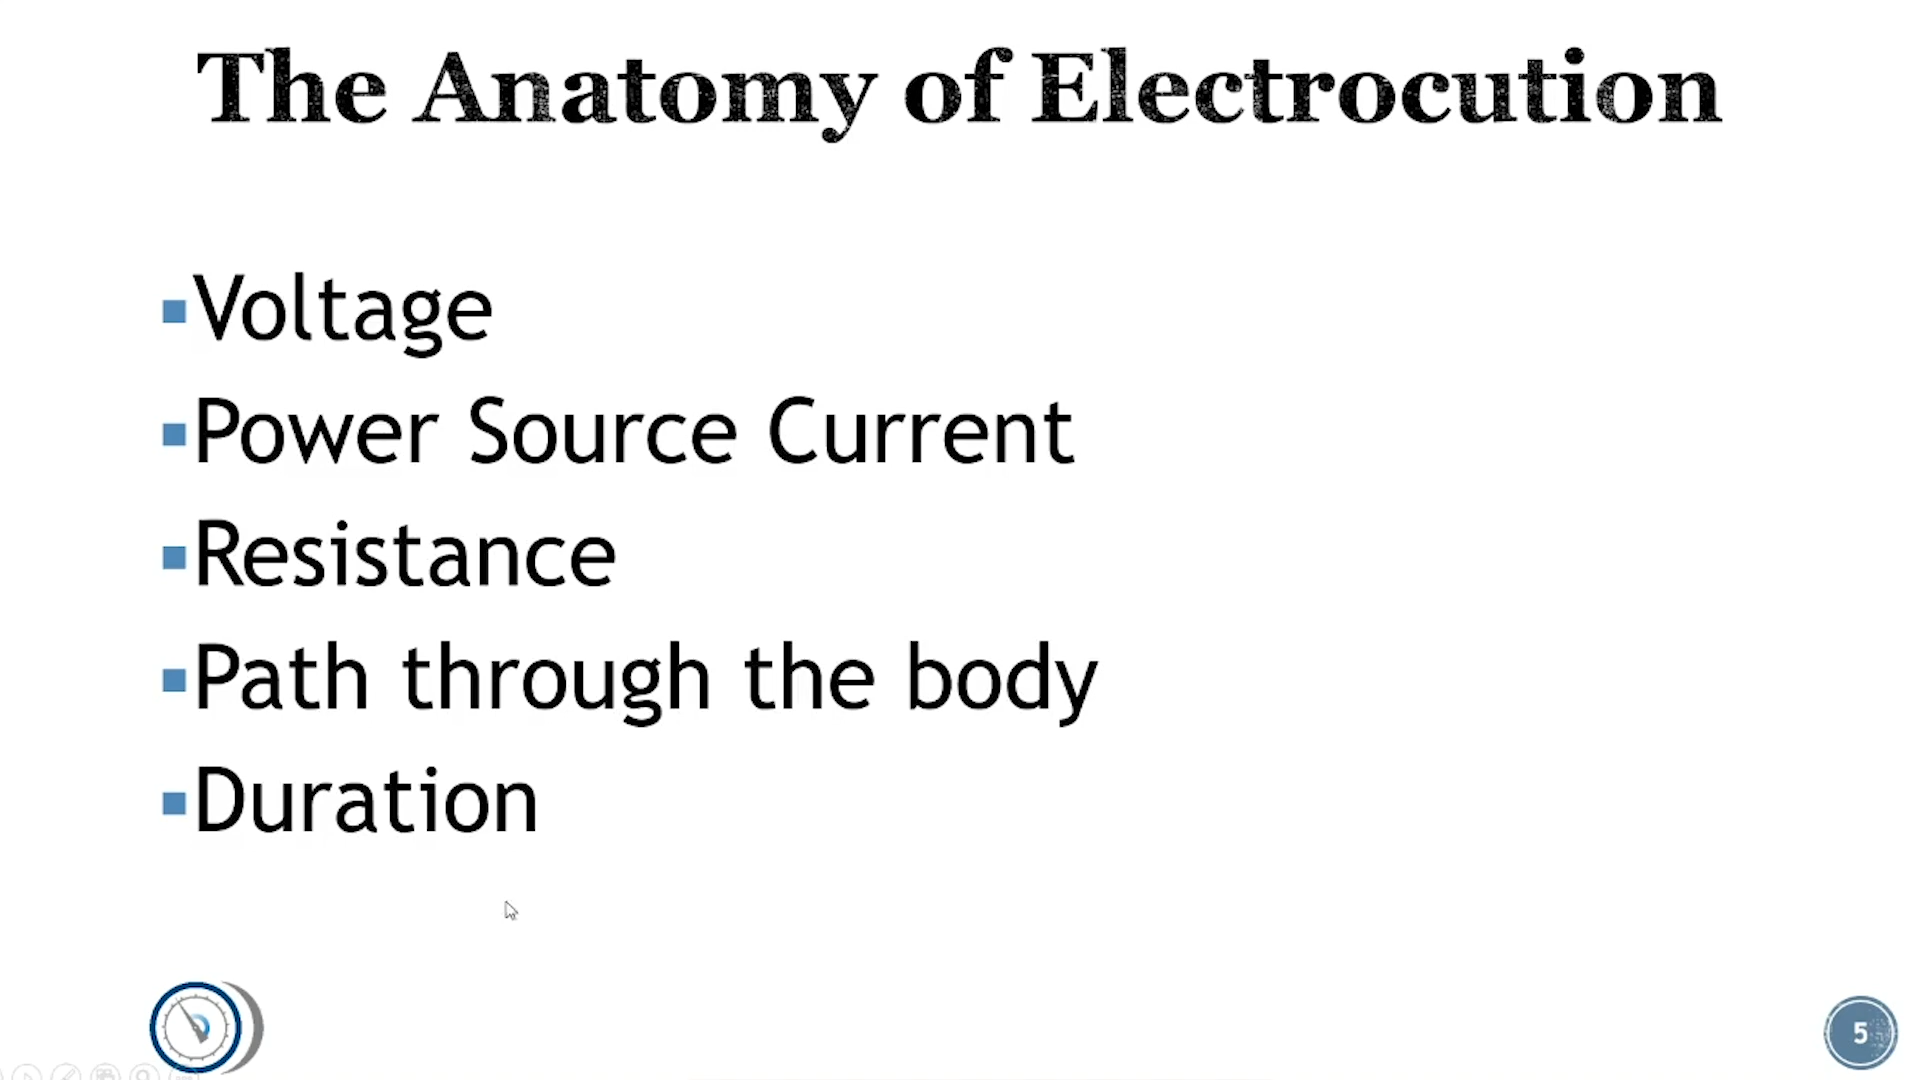 The Anatomy of Electrocution
Voltage
Power Source Current
Resistance
Path through the body
Duration
5